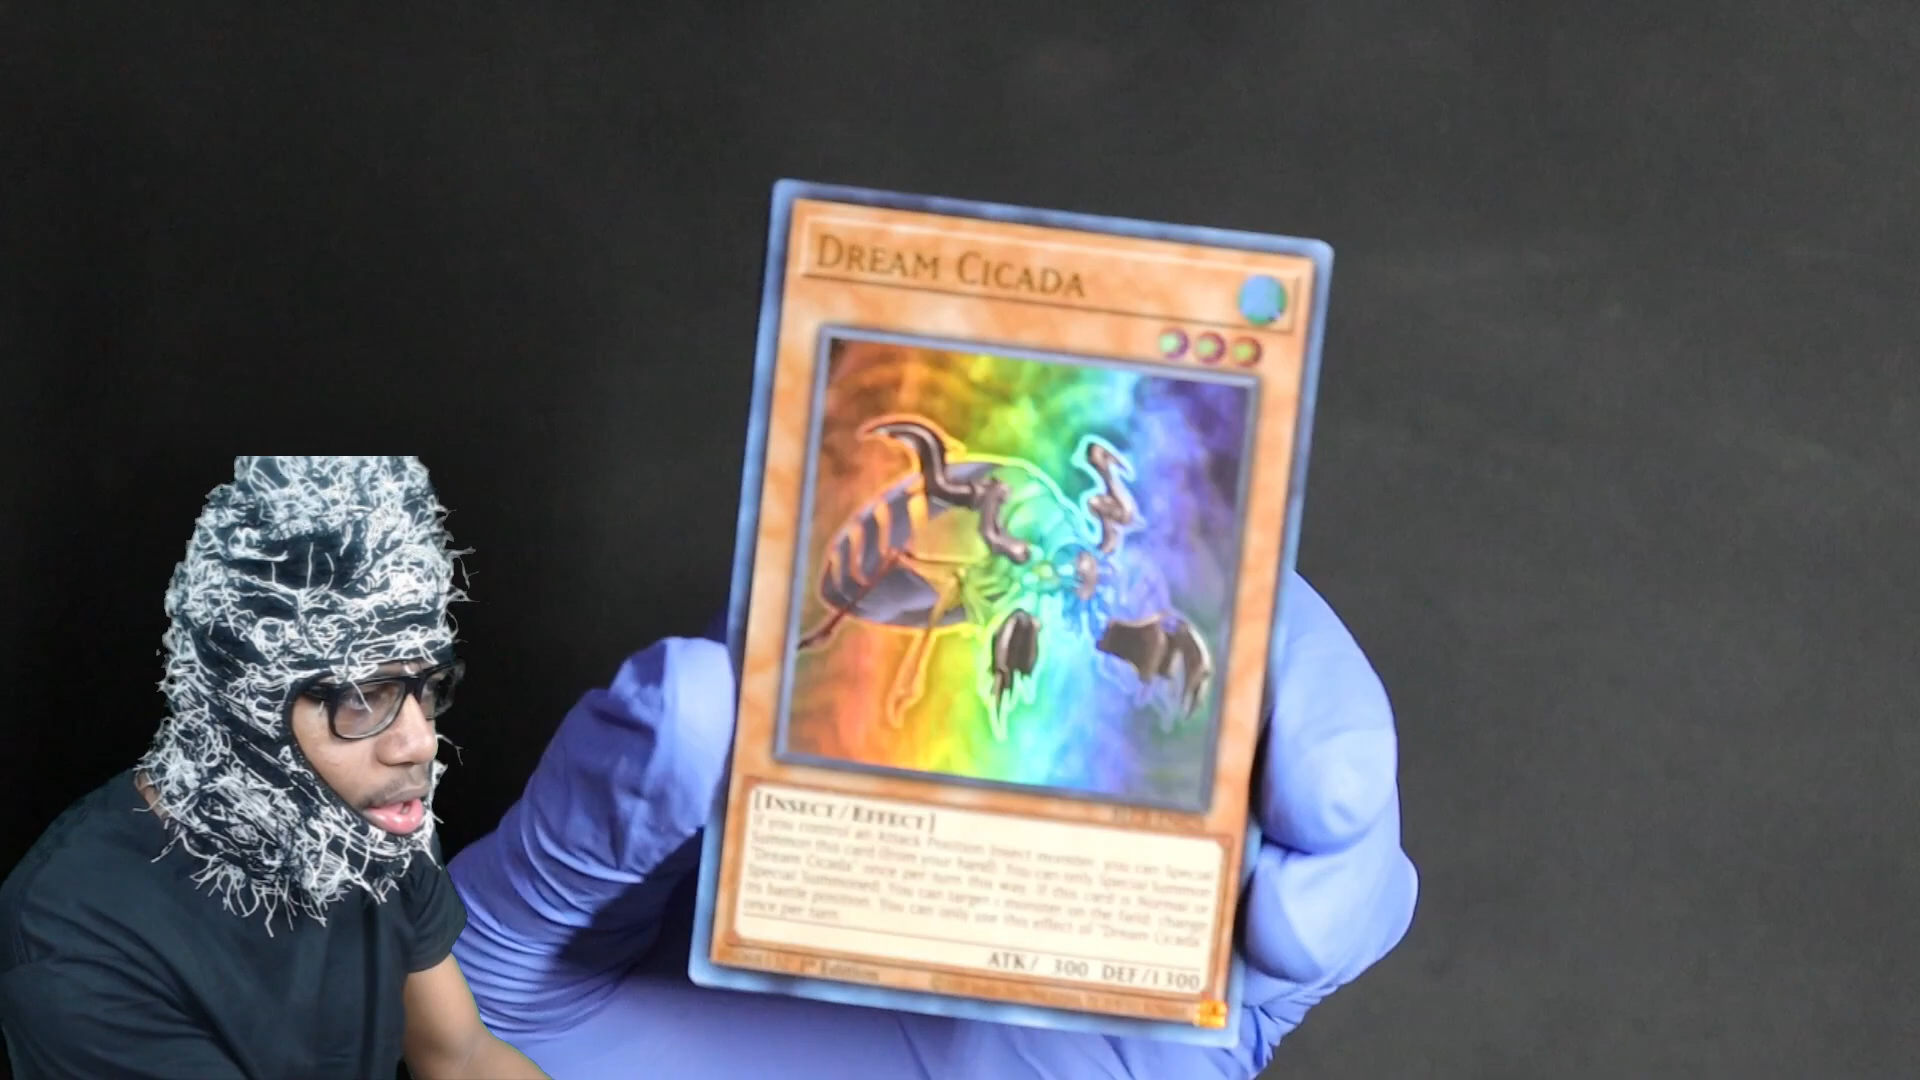 DREAM CICADA
[INSECT/EFFECT]
If you control an Attack Position Insect monster, you can Special
Summon this card (from your hand). You can only Special Summon
"Dream Cicada" once per turn this way. If this card is Normal or
Special Summoned: You can target 1 monster on the field; change
its battle position. You can only use this effect of "Dream Cicada"
once per turn.
ATK/ 300 DEF/1300
1st Edition